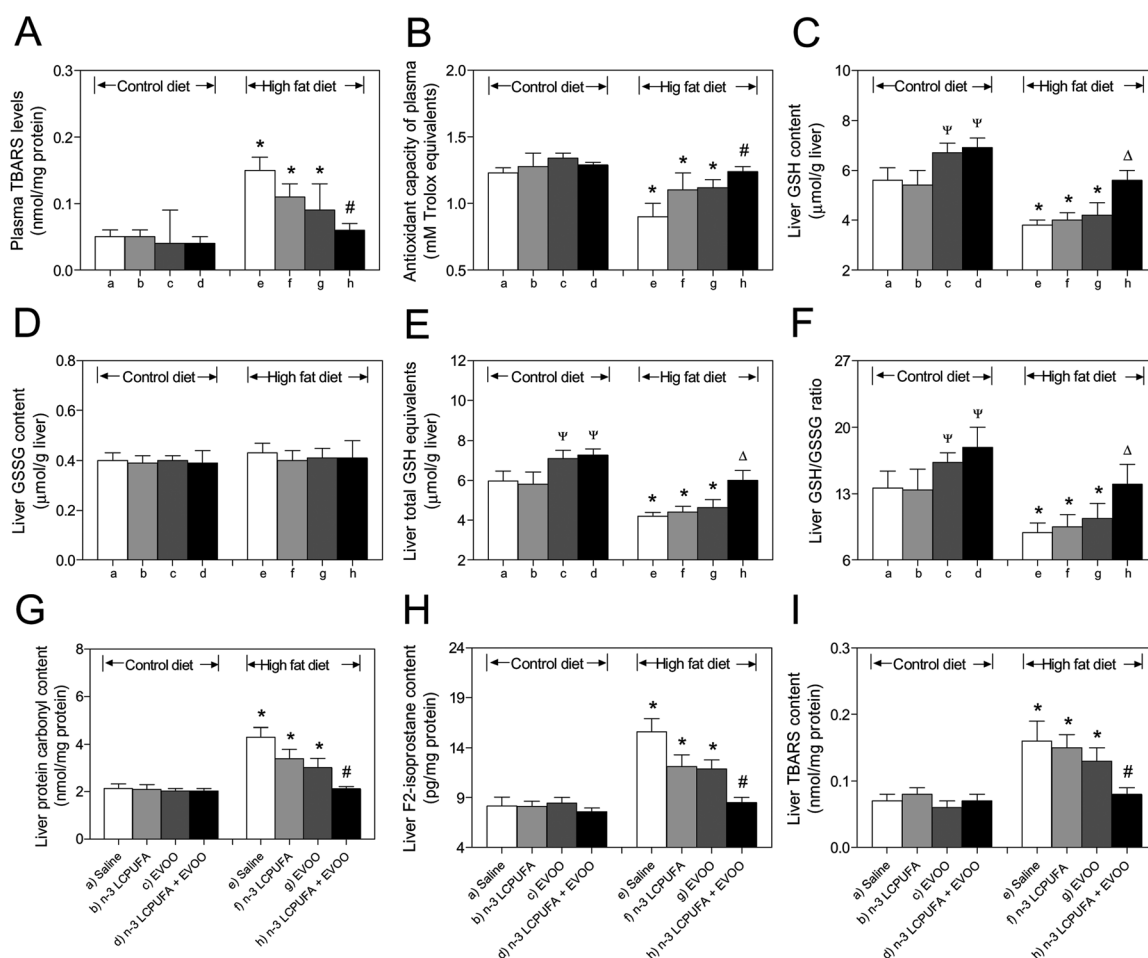 A
Plasma TBARS levels
(nmol/mg protein)
0.3
0.2
0.1
0.0
Control diet
High fat diet
* * * #
a b c d e f g h
B
Antioxidant capacity of plasma
(mM Trolox equivalents)
2.0
1.5
1.0
0.5
Control diet
Hig fat diet
* * * #
a b c d e f g h
C
Liver GSH content
(μmol/g liver)
10
8
6
4
2
Control diet
High fat diet
Ψ Ψ * * * Δ
a b c d e f g h
D
Liver GSSG content
(μmol/g liver)
0.8
0.6
0.4
0.2
0.0
Control diet
High fat diet
a b c d e f g h
E
Liver total GSH equivalents
(μmol/g liver)
12
10
8
6
4
2
Control diet
Hig fat diet
Ψ Ψ * * * Δ
a b c d e f g h
F
Liver GSH/GSSG ratio
27
20
13
6
Control diet
High fat diet
Ψ Ψ * * * Δ
a b c d e f g h
G
Liver protein carbonyl content
(nmol/mg protein)
8
6
4
2
0
Control diet
High fat diet
* * * #
a) Saline
b) n-3 LCPUFA
c) EVOO
d) n-3 LCPUFA + EVOO
e) Saline
f) n-3 LCPUFA
g) EVOO
h) n-3 LCPUFA + EVOO
H
Liver F2-isoprostane content
(pg/mg protein)
24
19
14
9
4
Control diet
High fat diet
* * * #
a) Saline
b) n-3 LCPUFA
c) EVOO
d) n-3 LCPUFA + EVOO
e) Saline
f) n-3 LCPUFA
g) EVOO
h) n-3 LCPUFA + EVOO
I
Liver TBARS content
(nmol/mg protein)
0.3
0.2
0.1
0.0
Control diet
High fat diet
* * * #
a) Saline
b) n-3 LCPUFA
c) EVOO
d) n-3 LCPUFA + EVOO
e) Saline
f) n-3 LCPUFA
g) EVOO
h) n-3 LCPUFA + EVOO